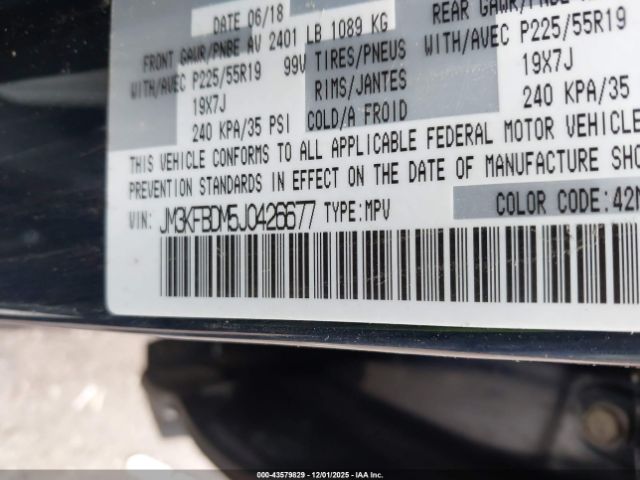 DATE 06/18
FRONT GAWR/PNBE AV 2401 LB 1089 KG
WITH/AVEC P225/55R19 99V TIRES/PNEUS
19X7J RIMS/JANTES
240 KPA/35 PSI COLD/A FROID
REAR GAWR/PNBE
WITH/AVEC P225/55R19
19X7J
240 KPA/35
THIS VEHICLE CONFORMS TO ALL APPLICABLE FEDERAL MOTOR VEHICLE
PREVENTION STANDARDS IN EFFECT ON THE DATE OF MANUFACTURE SHO
VIN: JM3KFBDM5J0426677 TYPE:MPV COLOR CODE:42M
000-43579829 - 12/01/2025 - IAA Inc.